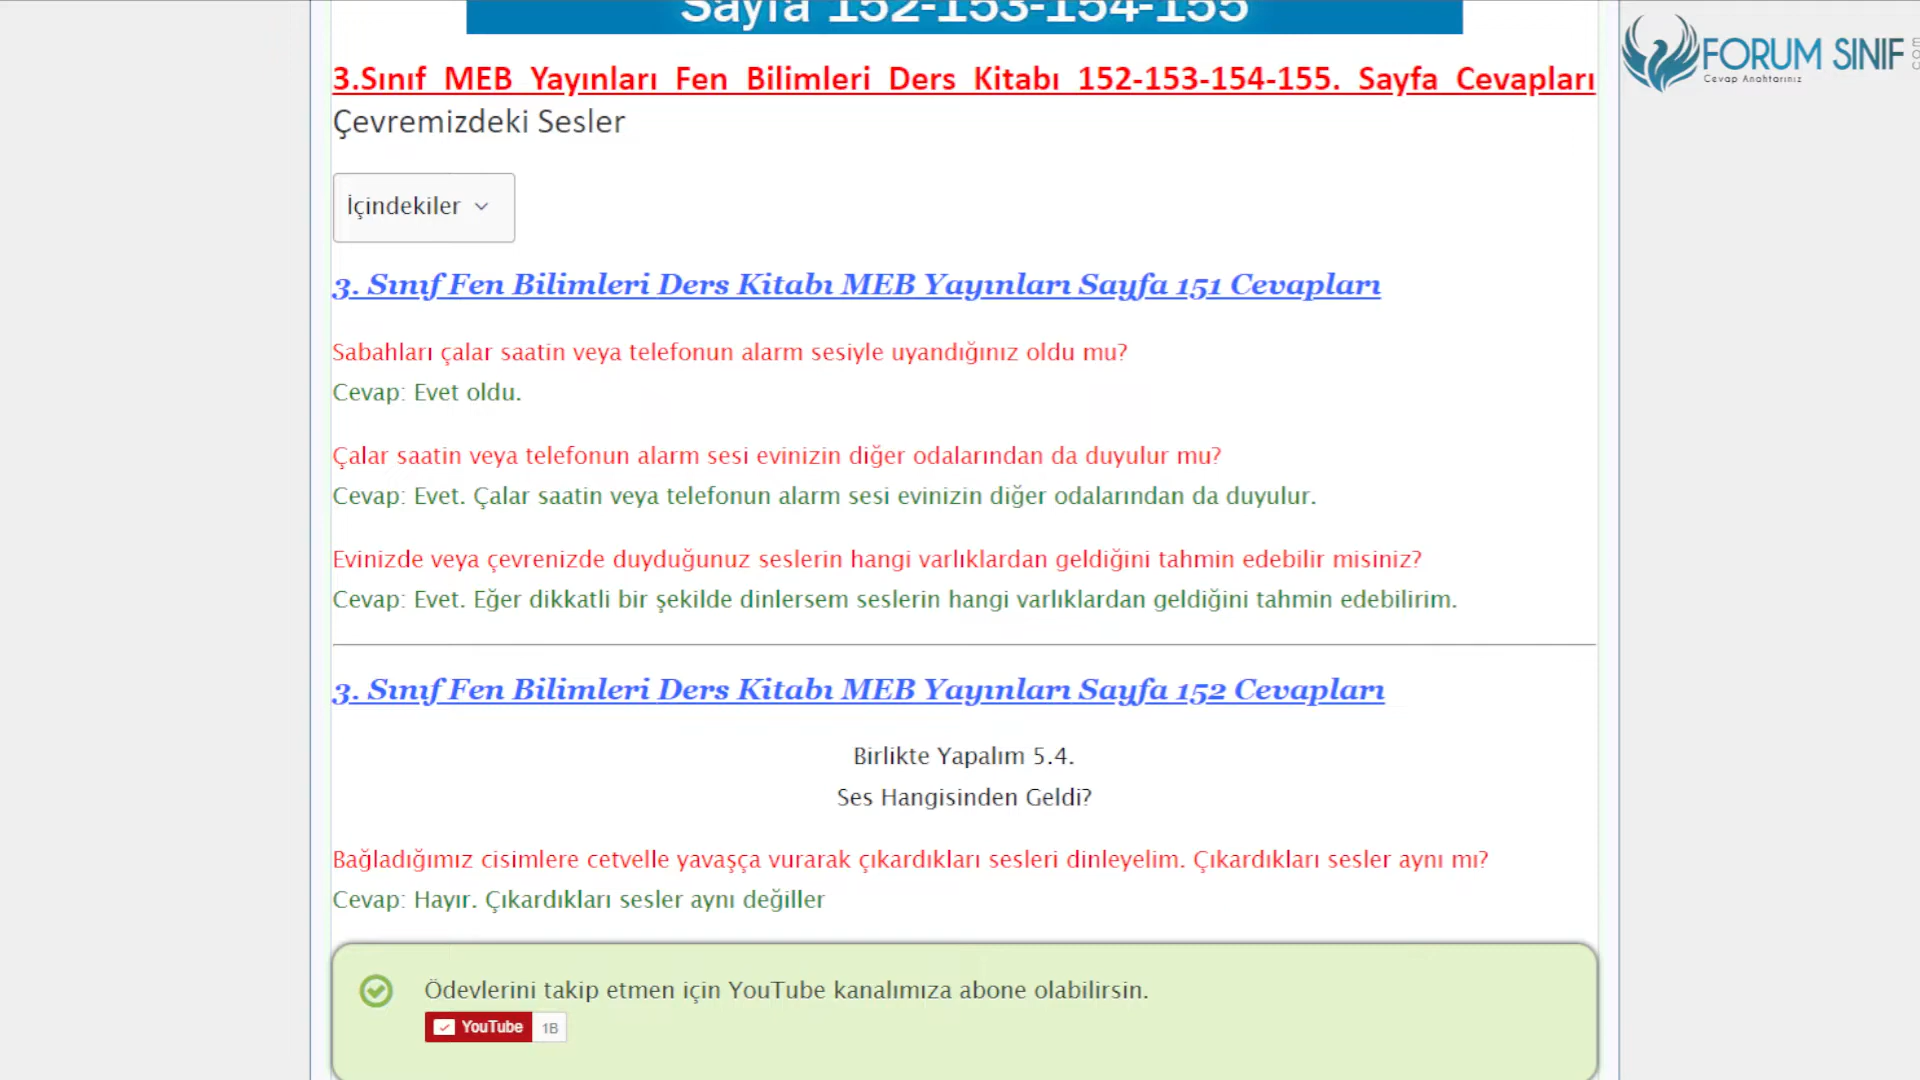 Sayfa 152-153-154-155
FORUM SINIF
Cevap Anahtarınız
3.Sınıf MEB Yayınları Fen Bilimleri Ders Kitabı 152-153-154-155. Sayfa Cevapları
Çevremizdeki Sesler
İçindekiler
3. Sınıf Fen Bilimleri Ders Kitabı MEB Yayınları Sayfa 151 Cevapları
Sabahları çalar saatin veya telefonun alarm sesiyle uyandığınız oldu mu?
Cevap: Evet oldu.
Çalar saatin veya telefonun alarm sesi evinizin diğer odalarından da duyulur mu?
Cevap: Evet. Çalar saatin veya telefonun alarm sesi evinizin diğer odalarından da duyulur.
Evinizde veya çevrenizde duyduğunuz seslerin hangi varlıklardan geldiğini tahmin edebilir misiniz?
Cevap: Evet. Eğer dikkatli bir şekilde dinlersem seslerin hangi varlıklardan geldiğini tahmin edebilirim.
3. Sınıf Fen Bilimleri Ders Kitabı MEB Yayınları Sayfa 152 Cevapları
Birlikte Yapalım 5.4.
Ses Hangisinden Geldi?
Bağladığımız cisimlere cetvelle yavaşça vurarak çıkardıkları sesleri dinleyelim. Çıkardıkları sesler aynı mı?
Cevap: Hayır. Çıkardıkları sesler aynı değiller
Ödevlerini takip etmen için YouTube kanalımıza abone olabilirsin.
YouTube 1B